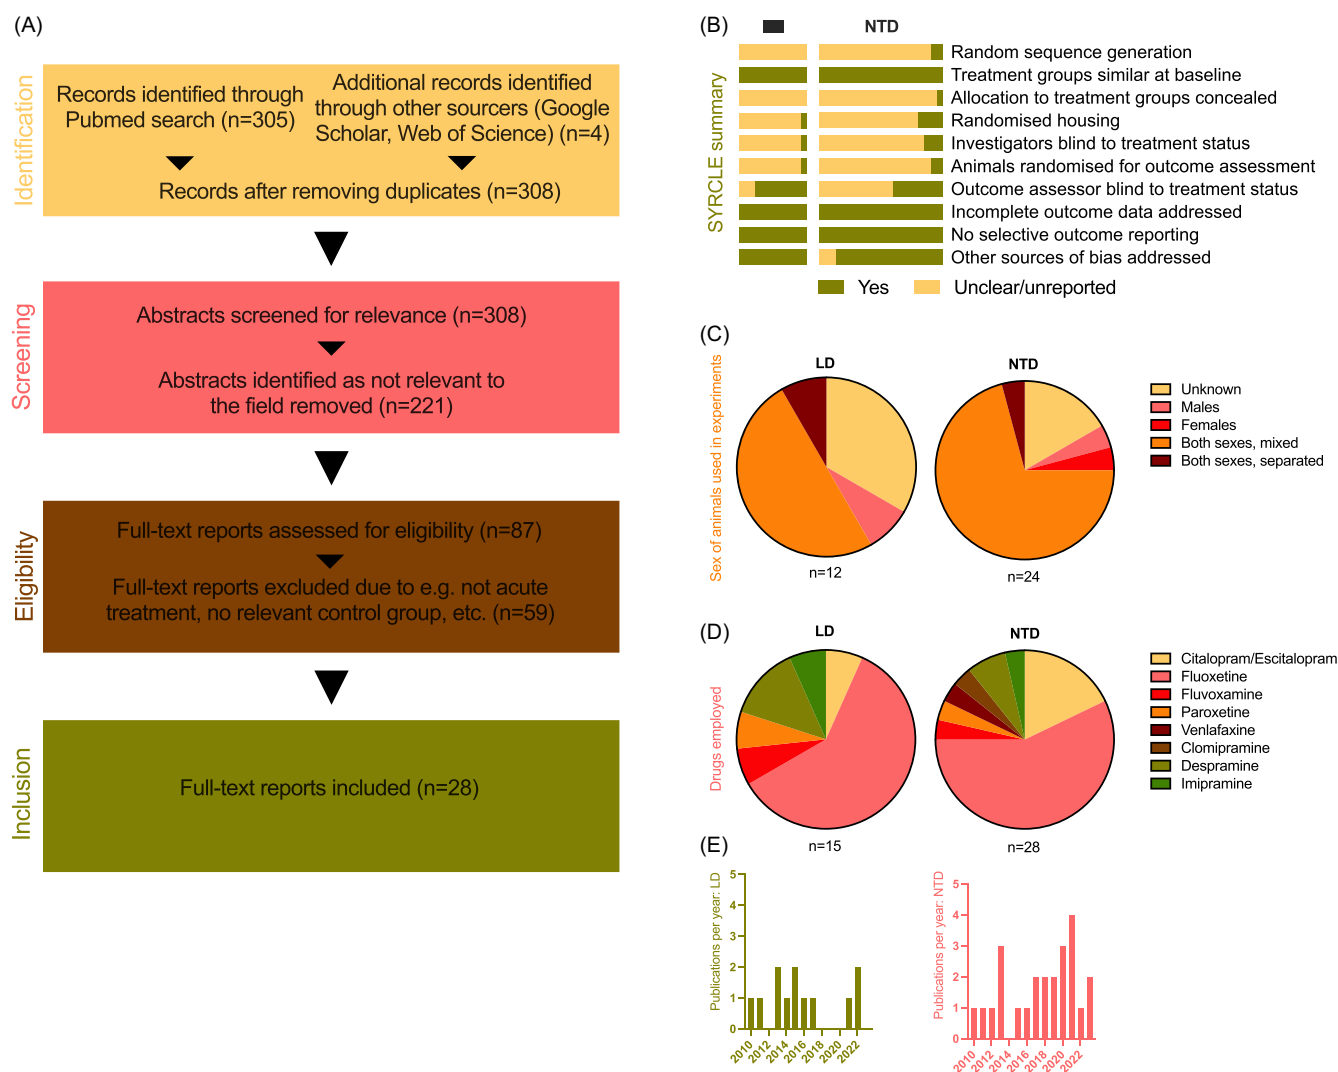 (A)
Identification
Records identified through
Pubmed search (n=305)
Additional records identified
through other sourcers (Google
Scholar, Web of Science) (n=4)
Records after removing duplicates (n=308)
Screening
Abstracts screened for relevance (n=308)
Abstracts identified as not relevant to
the field removed (n=221)
Eligibility
Full-text reports assessed for eligibility (n=87)
Full-text reports excluded due to e.g. not acute
treatment, no relevant control group, etc. (n=59)
Inclusion
Full-text reports included (n=28)
(B)
NTD
SYRCLE summary
Random sequence generation
Treatment groups similar at baseline
Allocation to treatment groups concealed
Randomised housing
Investigators blind to treatment status
Animals randomised for outcome assessment
Outcome assessor blind to treatment status
Incomplete outcome data addressed
No selective outcome reporting
Other sources of bias addressed
Yes
Unclear/unreported
(C)
Sex of animals used in experiments
LD
n=12
NTD
n=24
Unknown
Males
Females
Both sexes, mixed
Both sexes, separated
(D)
Drugs employed
LD
n=15
NTD
n=28
Citalopram/Escitalopram
Fluoxetine
Fluvoxamine
Paroxetine
Venlafaxine
Clomipramine
Despramine
Imipramine
(E)
Publications per year: LD
5
4
3
2
1
0
2010
2012
2014
2016
2018
2020
2022
Publications per year: NTD
5
4
3
2
1
0
2010
2012
2014
2016
2018
2020
2022